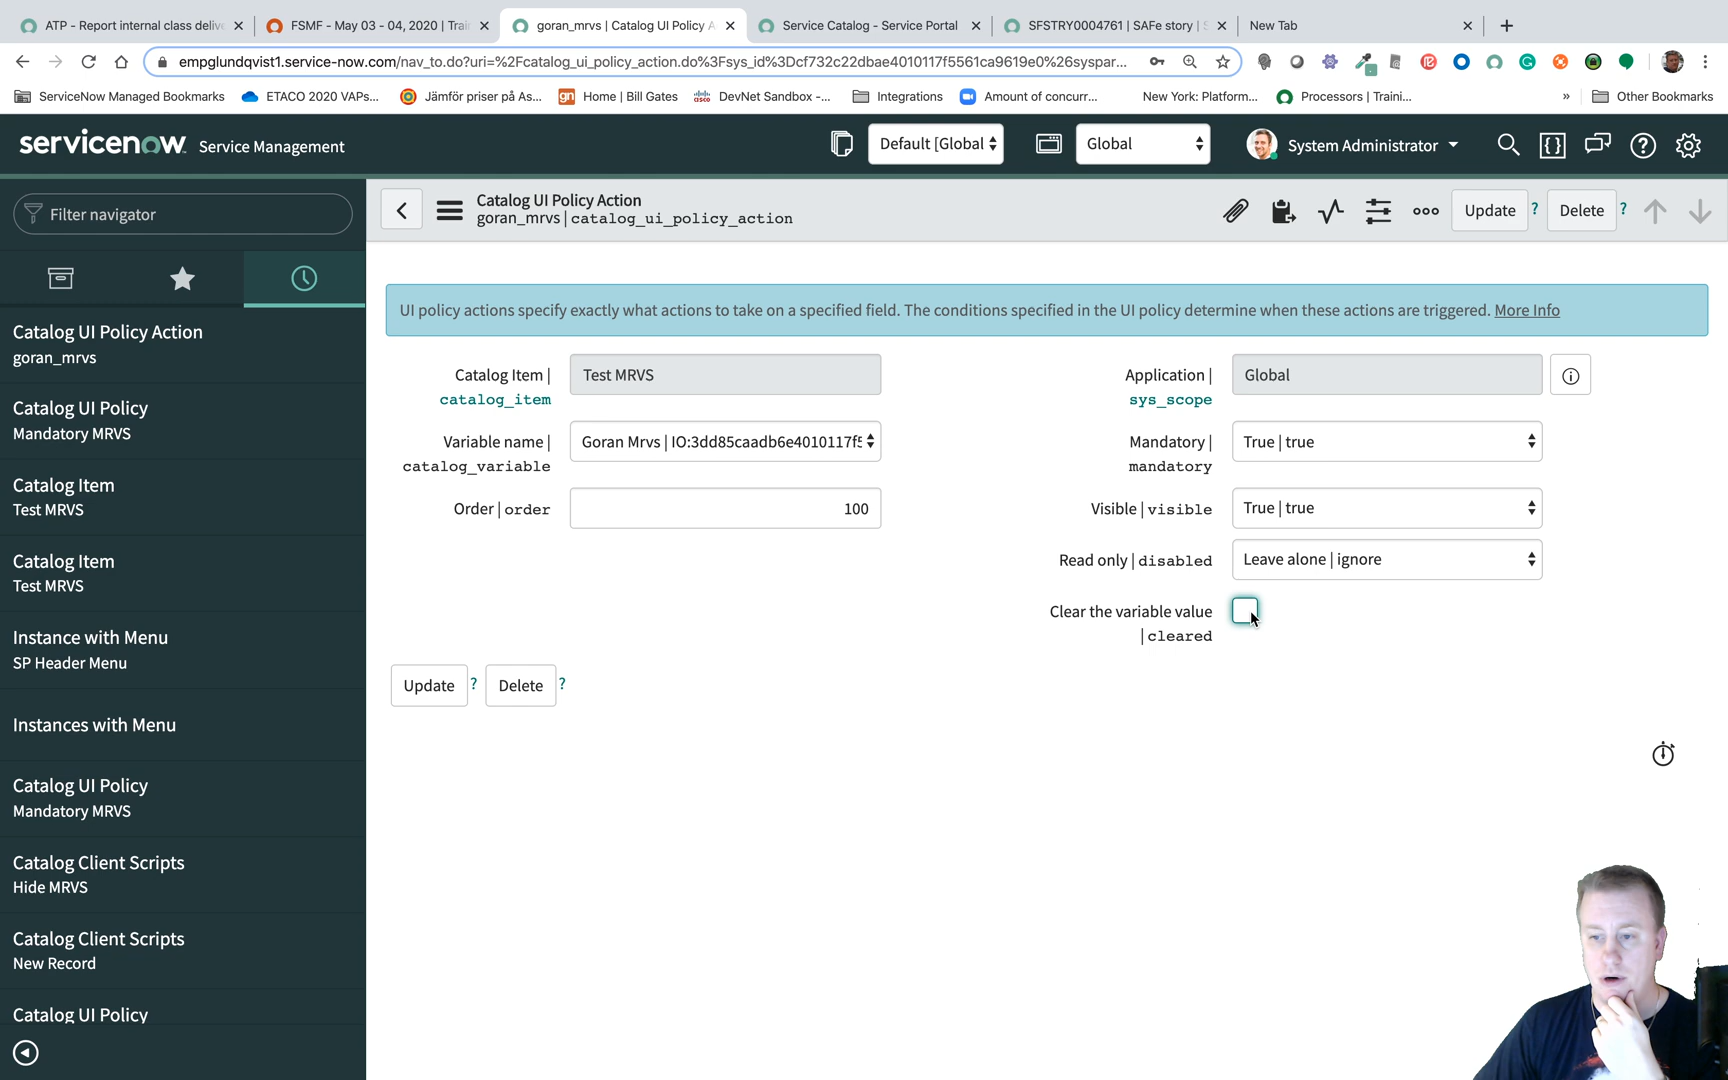 ATP - Report internal class delive
FSMF - May 03 - 04, 2020 | Trai
goran_mrvs | Catalog UI Policy A
Service Catalog - Service Portal
SFSTRY0004761 | SAFe story | S
New Tab
empglundqvist1.service-now.com/nav_to.do?uri=%2Fcatalog_ui_policy_action.do%3Fsys_id%3Dcf732c22dbae4010117f5561ca9619e0%26syspar...
ServiceNow Managed Bookmarks
ETACO 2020 VAPs...
Jämför priser på As...
gn Home | Bill Gates
cisco DevNet Sandbox -...
Integrations
Amount of concurr...
New York: Platform...
Processors | Traini...
»
Other Bookmarks
servicenow Service Management
Default [Global
Global
System Administrator
Filter navigator
Catalog UI Policy Action
goran_mrvs | catalog_ui_policy_action
Update ?
Delete ?
Catalog UI Policy Action
goran_mrvs
Catalog UI Policy
Mandatory MRVS
Catalog Item
Test MRVS
Catalog Item
Test MRVS
Instance with Menu
SP Header Menu
Instances with Menu
Catalog UI Policy
Mandatory MRVS
Catalog Client Scripts
Hide MRVS
Catalog Client Scripts
New Record
Catalog UI Policy
UI policy actions specify exactly what actions to take on a specified field. The conditions specified in the UI policy determine when these actions are triggered. More Info
Catalog Item |
catalog_item
Test MRVS
Variable name |
catalog_variable
Goran Mrvs | IO:3dd85caadb6e4010117f5
Order | order
100
Application |
sys_scope
Global
Mandatory |
mandatory
True | true
Visible | visible
True | true
Read only | disabled
Leave alone | ignore
Clear the variable value
| cleared
Update ?
Delete ?